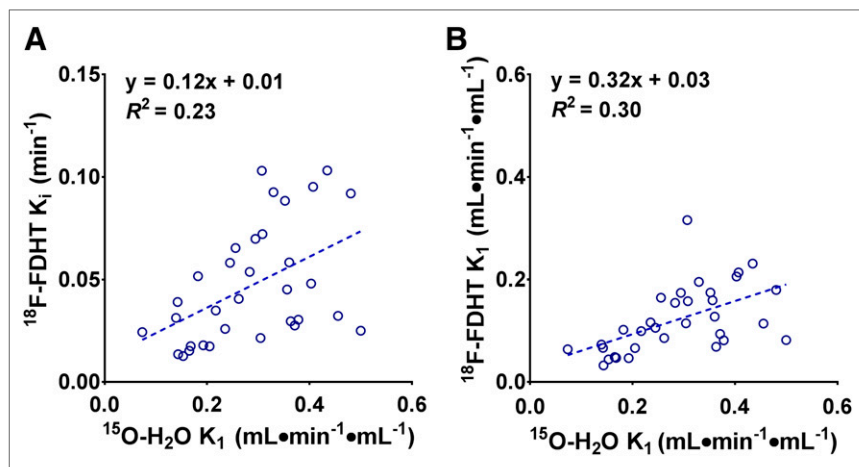 A
y = 0.12x + 0.01
R² = 0.23
¹⁸F-FDHT Kᵢ (min⁻¹)
0.15
0.10
0.05
0.00
0.0 0.2 0.4 0.6
¹⁵O-H₂O K₁ (mL•min⁻¹•mL⁻¹)
B
y = 0.32x + 0.03
R² = 0.30
¹⁸F-FDHT K₁ (mL•min⁻¹•mL⁻¹)
0.6
0.4
0.2
0.0
0.0 0.2 0.4 0.6
¹⁵O-H₂O K₁ (mL•min⁻¹•mL⁻¹)